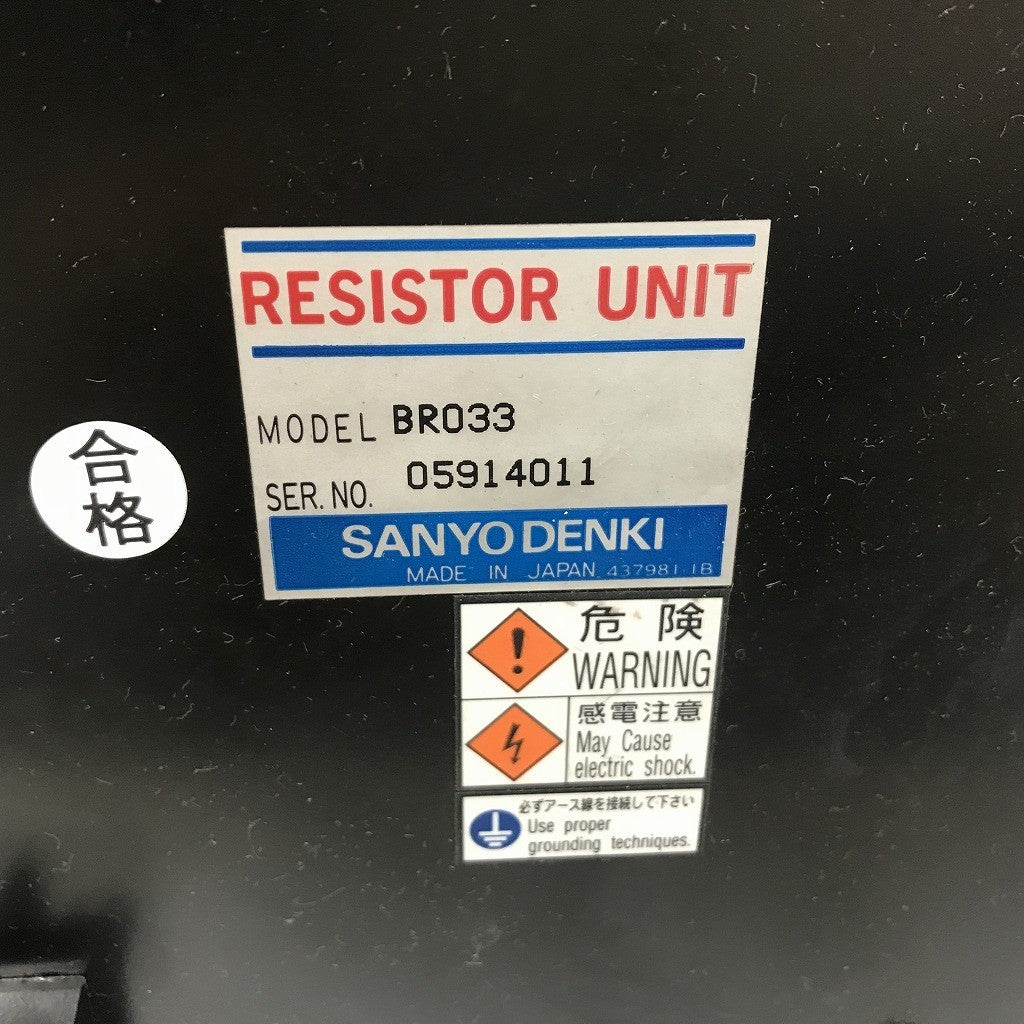 RESISTOR UNIT
MODEL BR033
SER. NO. 05914011
SANYO DENKI
MADE IN JAPAN 437981-1B
合格
危険
WARNING
感電注意
May Cause
electric shock.
必ずアース線を接続して下さい
Use proper
grounding techniques.